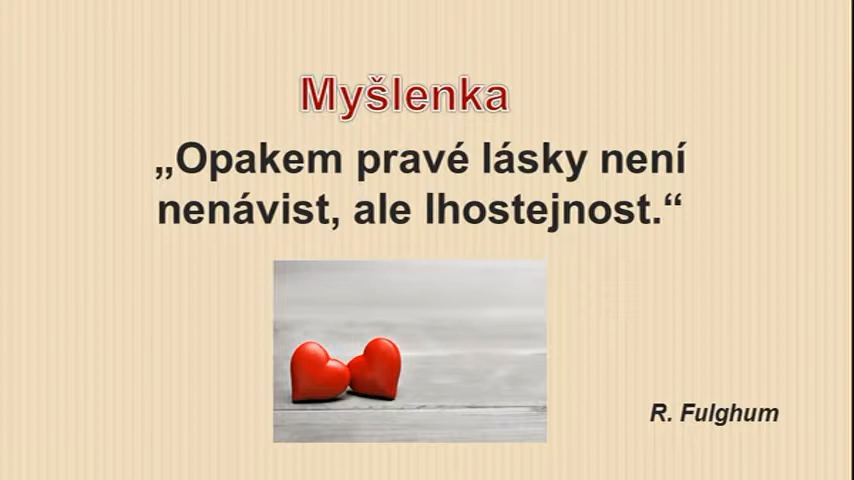 Myšlenka
„Opakem pravé lásky není
nenávist, ale lhostejnost.“
R. Fulghum